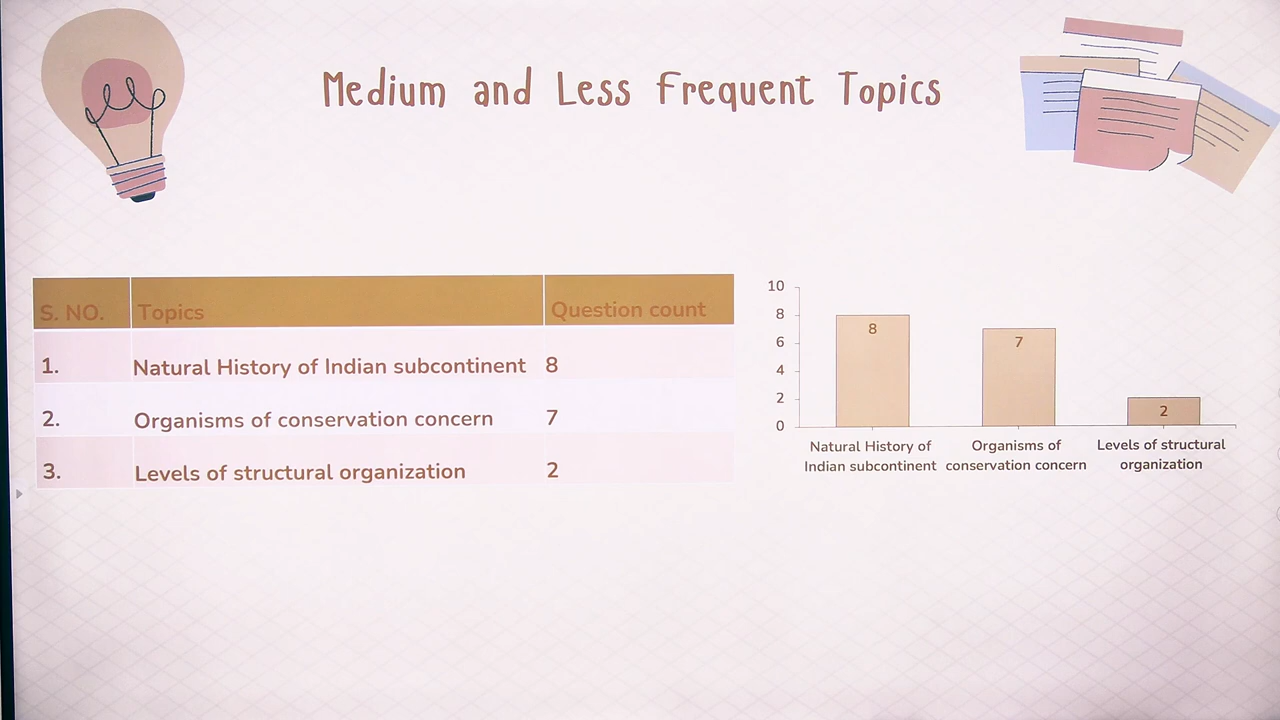 Medium and Less Frequent Topics
S. NO. Topics Question count
1. Natural History of Indian subcontinent 8
2. Organisms of conservation concern 7
3. Levels of structural organization 2
10
8
6
4
2
0
8
7
2
Natural History of
Indian subcontinent
Organisms of
conservation concern
Levels of structural
organization